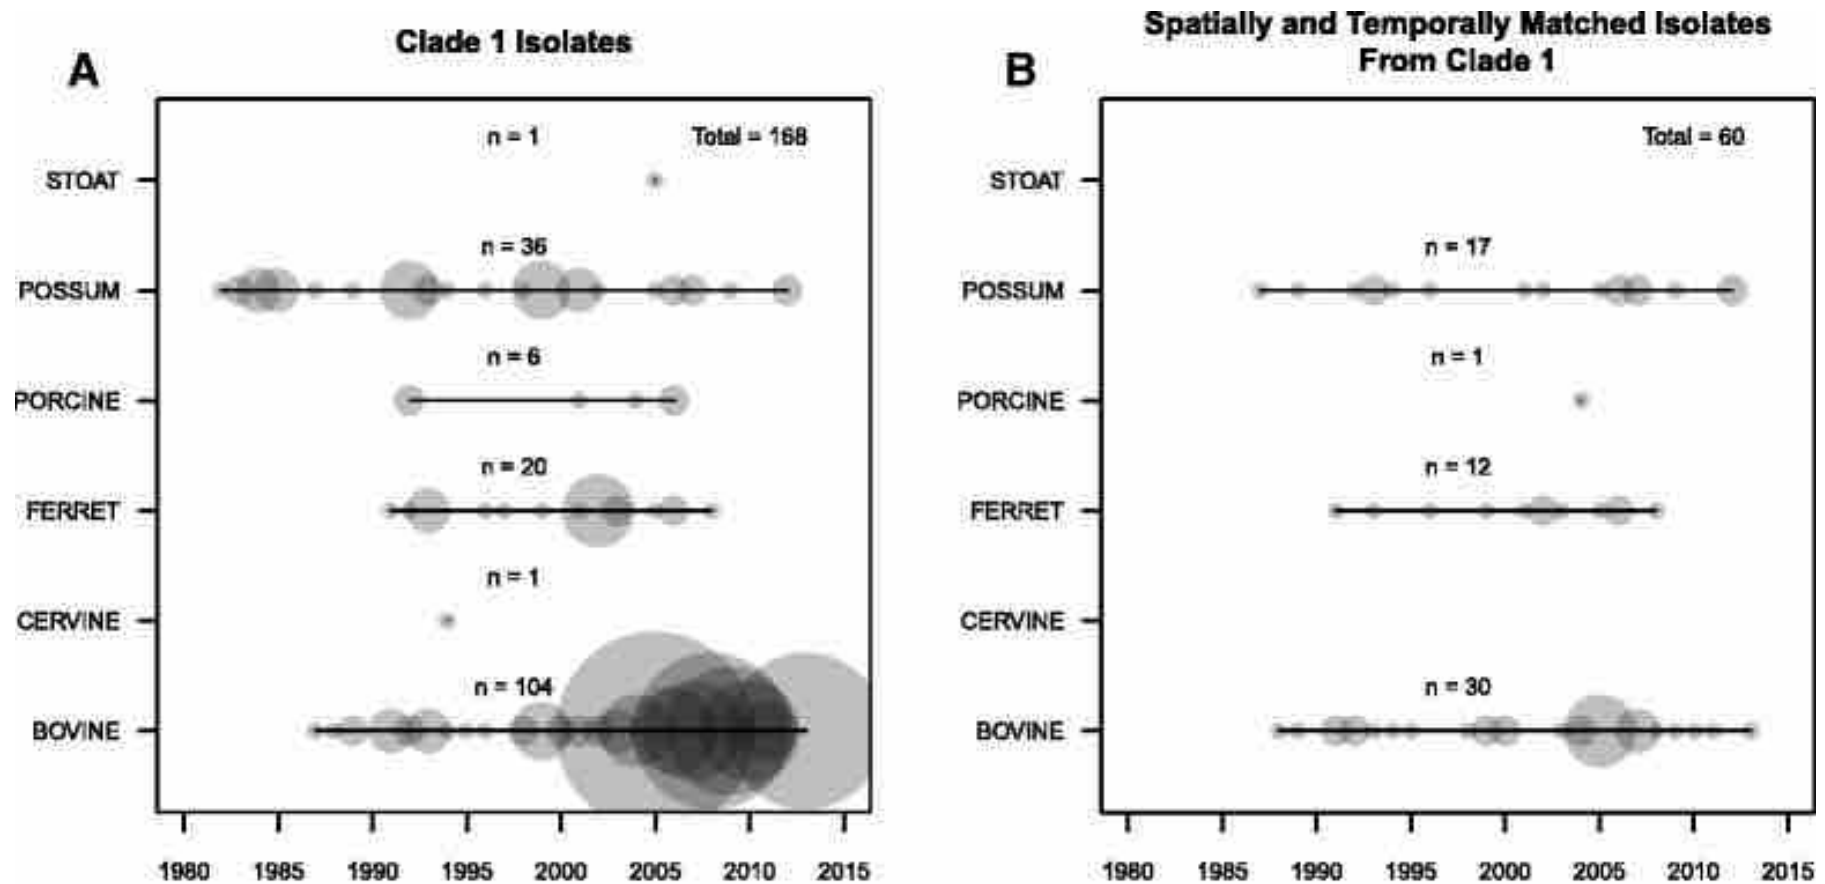 A
Clade 1 Isolates
n = 1
Total = 168
STOAT
n = 36
POSSUM
n = 6
PORCINE
n = 20
FERRET
n = 1
CERVINE
n = 104
BOVINE
1980 1985 1990 1995 2000 2005 2010 2015
B
Spatially and Temporally Matched Isolates
From Clade 1
Total = 60
STOAT
n = 17
POSSUM
n = 1
PORCINE
n = 12
FERRET
CERVINE
n = 30
BOVINE
1980 1985 1990 1995 2000 2005 2010 2015